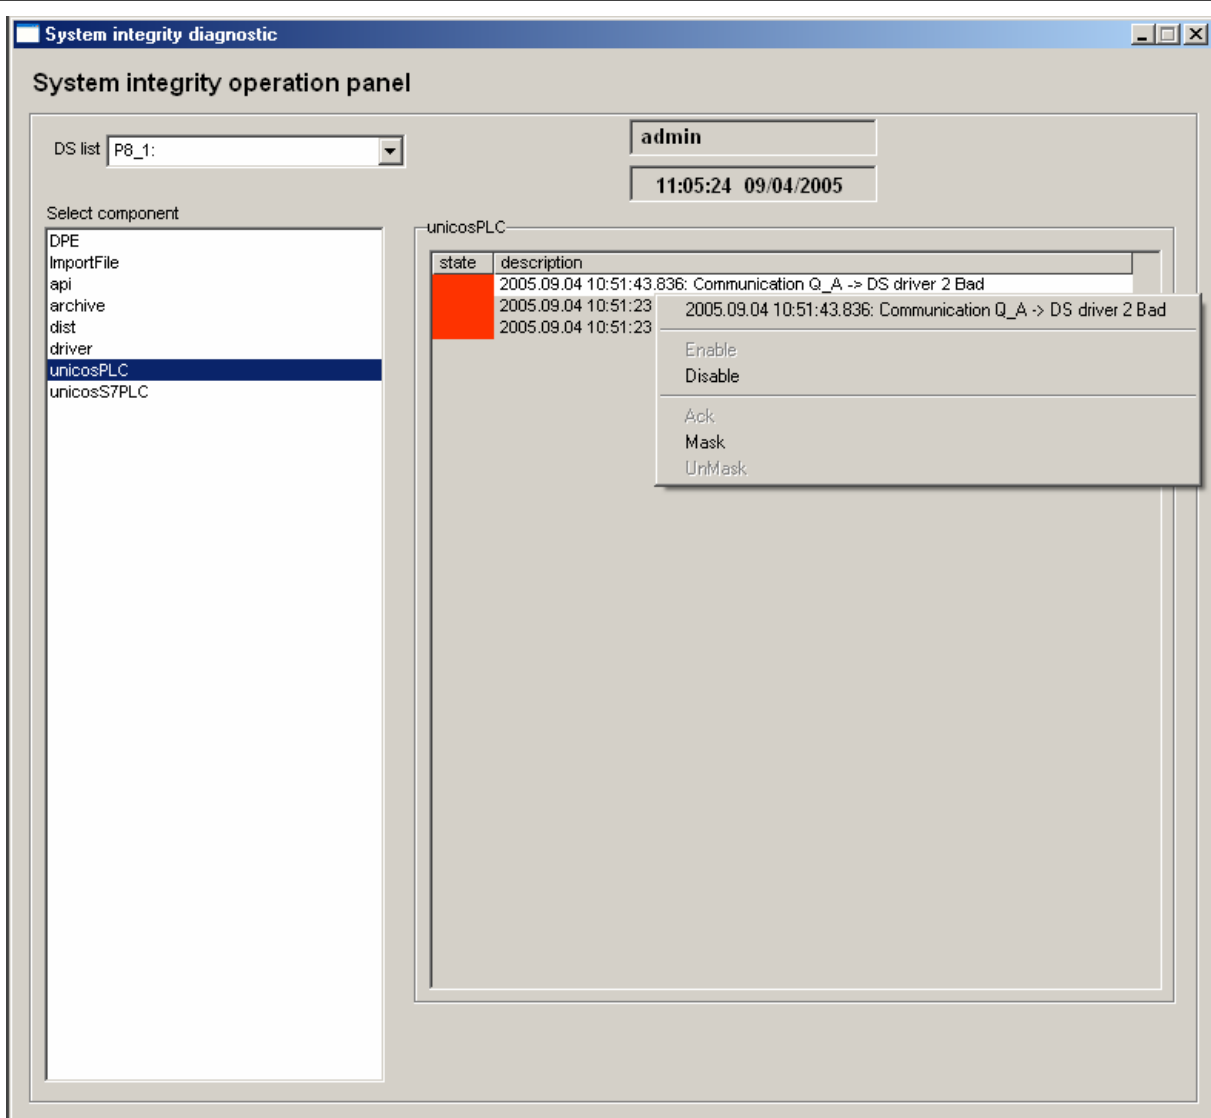 System integrity diagnostic
System integrity operation panel
DS list P8_1:
admin
11:05:24 09/04/2005
Select component
DPE
ImportFile
api
archive
dist
driver
unicosPLC
unicosS7PLC
unicosPLC
state description
2005.09.04 10:51:43.836: Communication Q_A -> DS driver 2 Bad
2005.09.04 10:51:23
2005.09.04 10:51:23
2005.09.04 10:51:43.836: Communication Q_A -> DS driver 2 Bad
Enable
Disable
Ack
Mask
UnMask